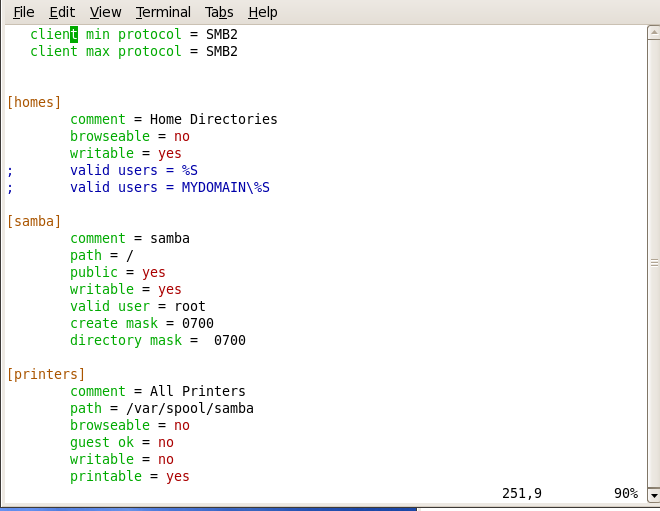 File Edit View Terminal Tabs Help
client min protocol = SMB2
client max protocol = SMB2
[homes]
comment = Home Directories
browseable = no
writable = yes
; valid users = %S
; valid users = MYDOMAIN\%S
[samba]
comment = samba
path = /
public = yes
writable = yes
valid user = root
create mask = 0700
directory mask =  0700
[printers]
comment = All Printers
path = /var/spool/samba
browseable = no
guest ok = no
writable = no
printable = yes
251,9 90%